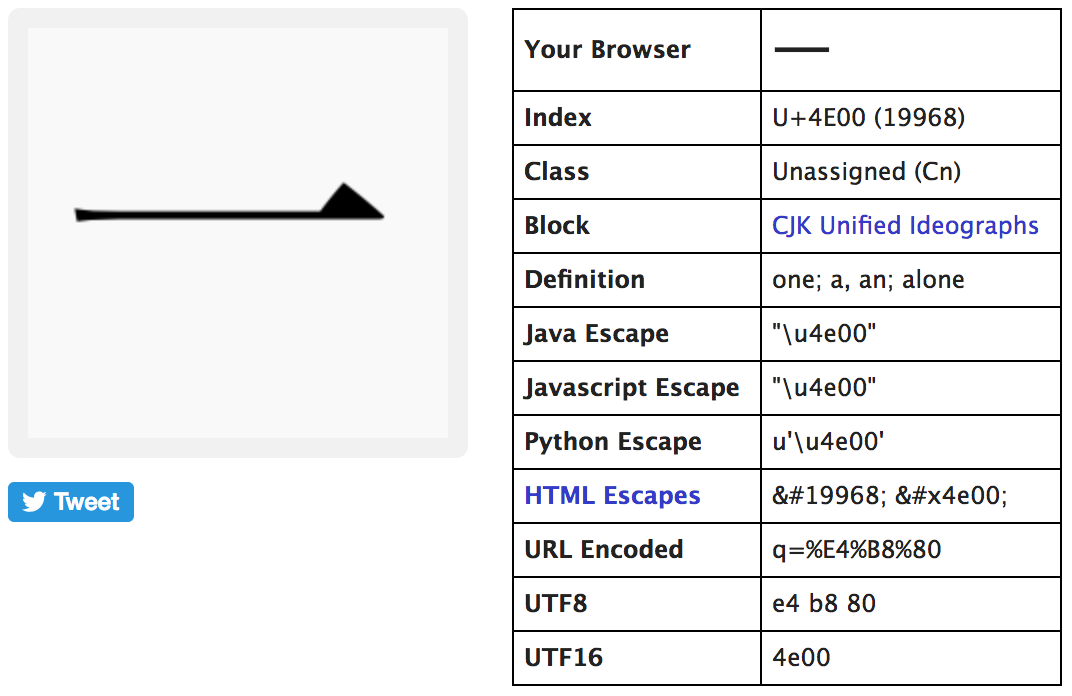 一
Tweet
Your Browser 一
Index U+4E00 (19968)
Class Unassigned (Cn)
Block CJK Unified Ideographs
Definition one; a, an; alone
Java Escape "\u4e00"
Javascript Escape "\u4e00"
Python Escape u'\u4e00'
HTML Escapes &#19968; &#x4e00;
URL Encoded q=%E4%B8%80
UTF8 e4 b8 80
UTF16 4e00